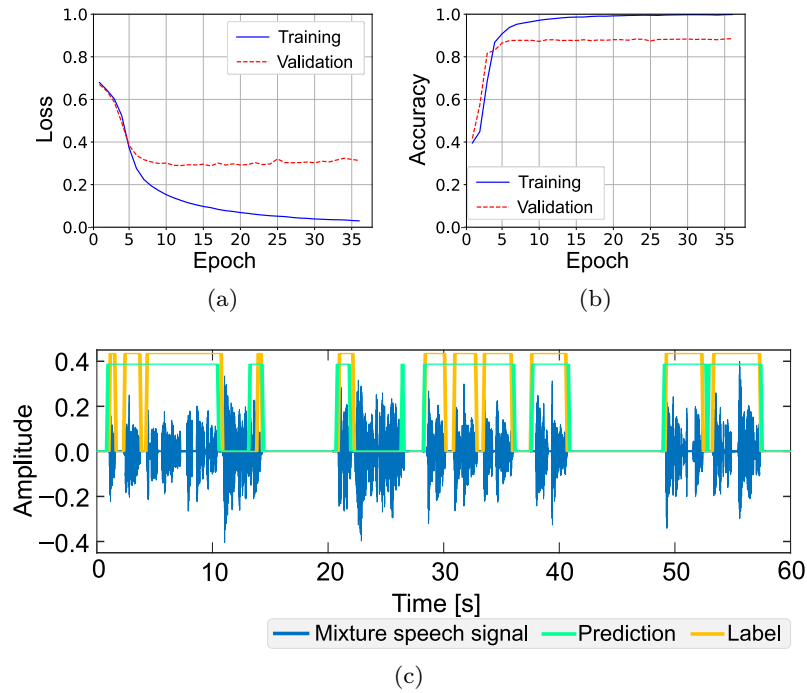 1.0
0.8
0.6
0.4
0.2
0.0
Loss
Training
Validation
0 5 10 15 20 25 30 35
Epoch
(a)
1.0
0.8
0.6
0.4
0.2
0.0
Accuracy
Training
Validation
0 5 10 15 20 25 30 35
Epoch
(b)
0.4
0.2
0.0
−0.2
−0.4
Amplitude
0 10 20 30 40 50 60
Time [s]
Mixture speech signal Prediction Label
(c)